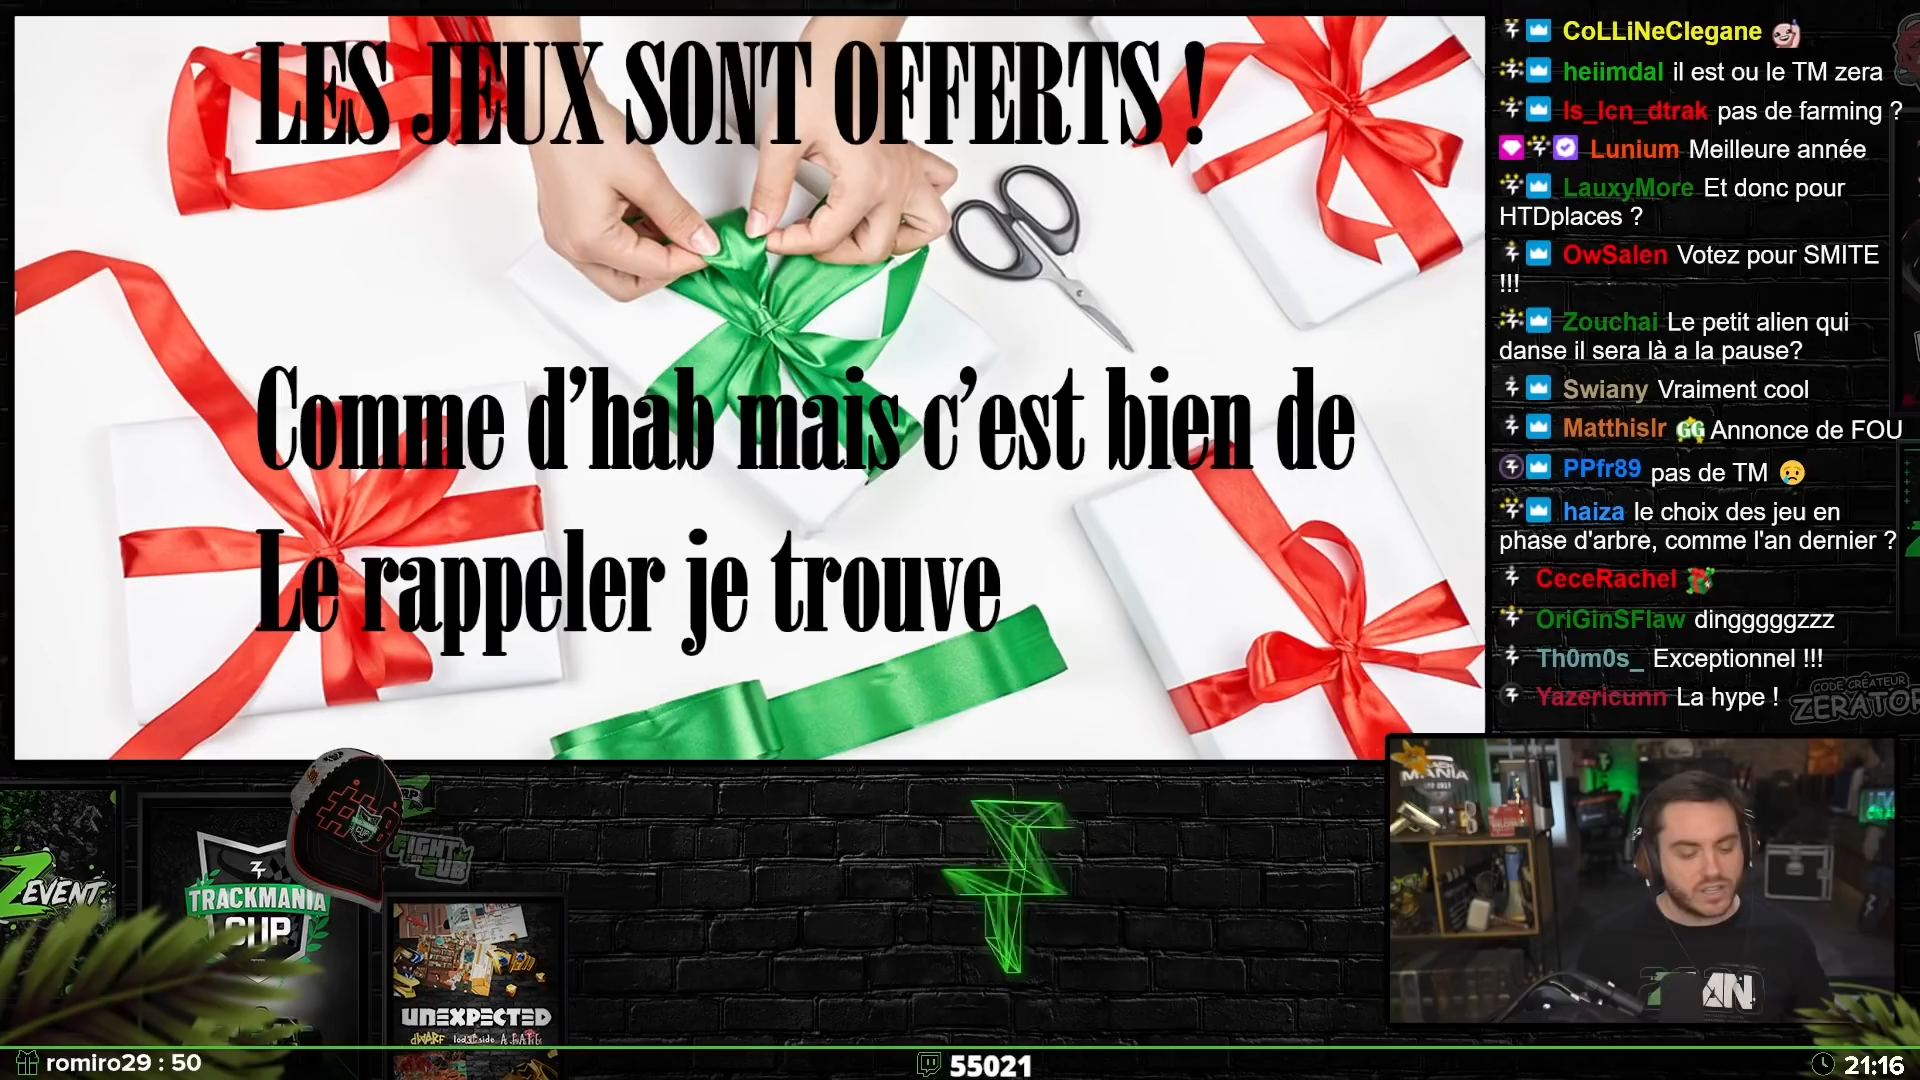 LES JEUX SONT OFFERTS !
Comme d'hab mais c'est bien de
Le rappeler je trouve
CoLLiNeClegane
heiimdal il est ou le TM zera
ls_lcn_dtrak pas de farming ?
Lunium Meilleure année
LauxyMore Et donc pour
HTDplaces ?
OwSalen Votez pour SMITE
!!!
Zouchai Le petit alien qui
danse il sera là a la pause?
Swiany Vraiment cool
Matthislr GG Annonce de FOU
PPfr89 pas de TM 😥
haiza le choix des jeu en
phase d'arbre, comme l'an dernier ?
CeceRachel
OriGinSFlaw dingggggzzz
Th0m0s_ Exceptionnel !!!
Yazericunn La hype !
CODE CRÉATEUR
ZERATOR
MANIA
ZEVENT
TRACKMANIA
CUP
FIGHT
SUB
UNEXPECTED
AN
romiro29 : 50
55021
21:16